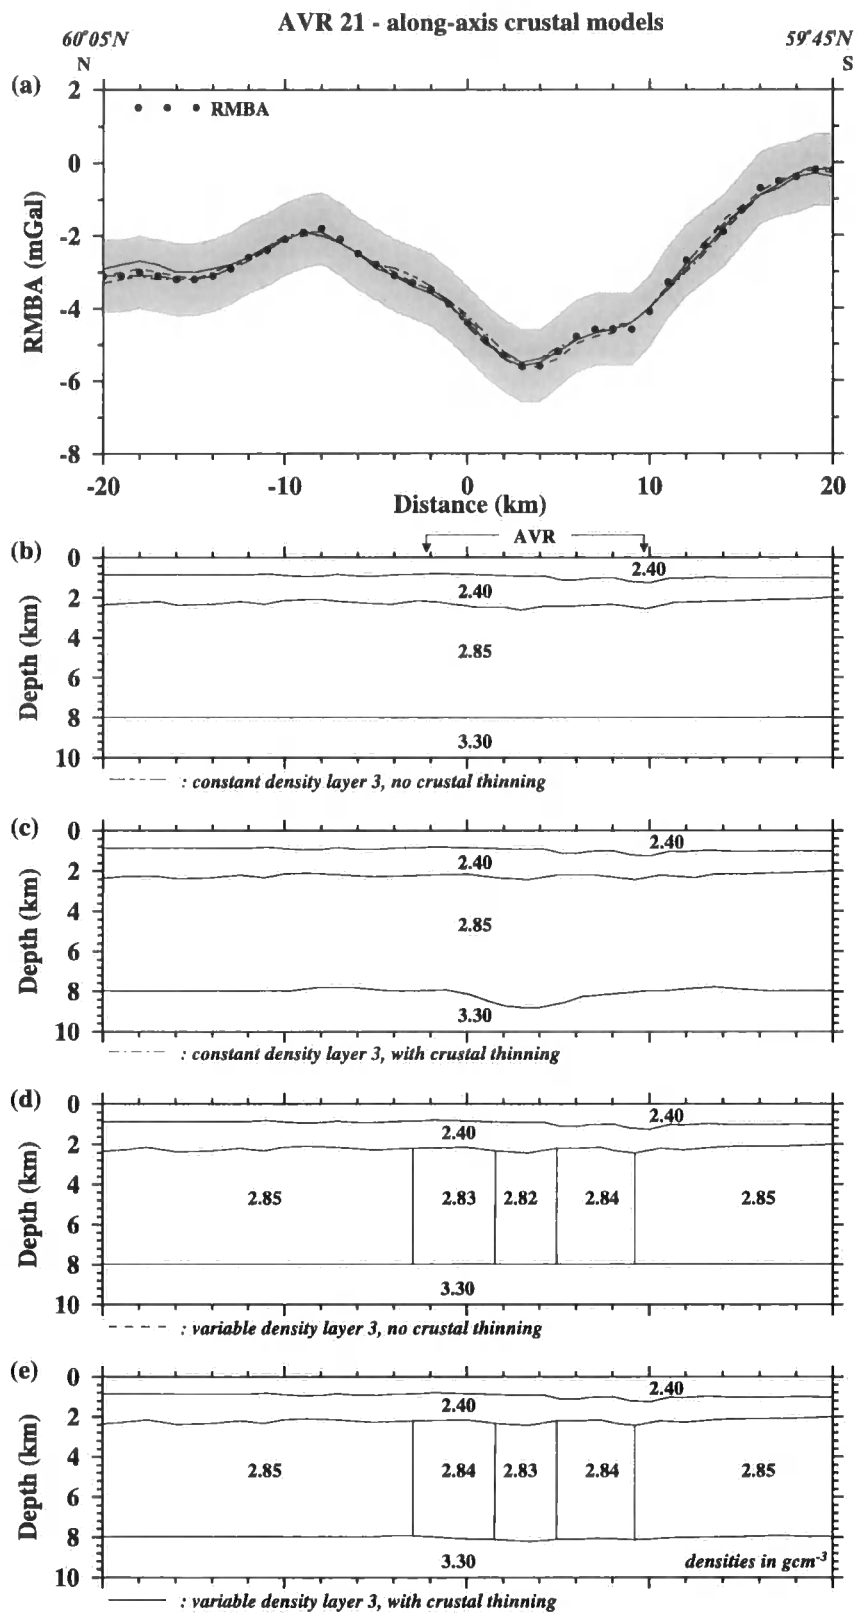 AVR 21 - along-axis crustal models
60°05'N 59°45'N
N S
(a)
2
RMBA
0
-2
-4
-6
-8
RMBA (mGal)
-20 -10 0 10 20
Distance (km)
AVR
(b)
0
2
4
6
8
10
Depth (km)
2.40
2.40
2.85
3.30
: constant density layer 3, no crustal thinning
(c)
0
2
4
6
8
10
Depth (km)
2.40
2.40
2.85
3.30
: constant density layer 3, with crustal thinning
(d)
0
2
4
6
8
10
Depth (km)
2.40
2.40
2.85 2.83 2.82 2.84 2.85
3.30
: variable density layer 3, no crustal thinning
(e)
0
2
4
6
8
10
Depth (km)
2.40
2.40
2.85 2.84 2.83 2.84 2.85
3.30
densities in gcm⁻³
: variable density layer 3, with crustal thinning